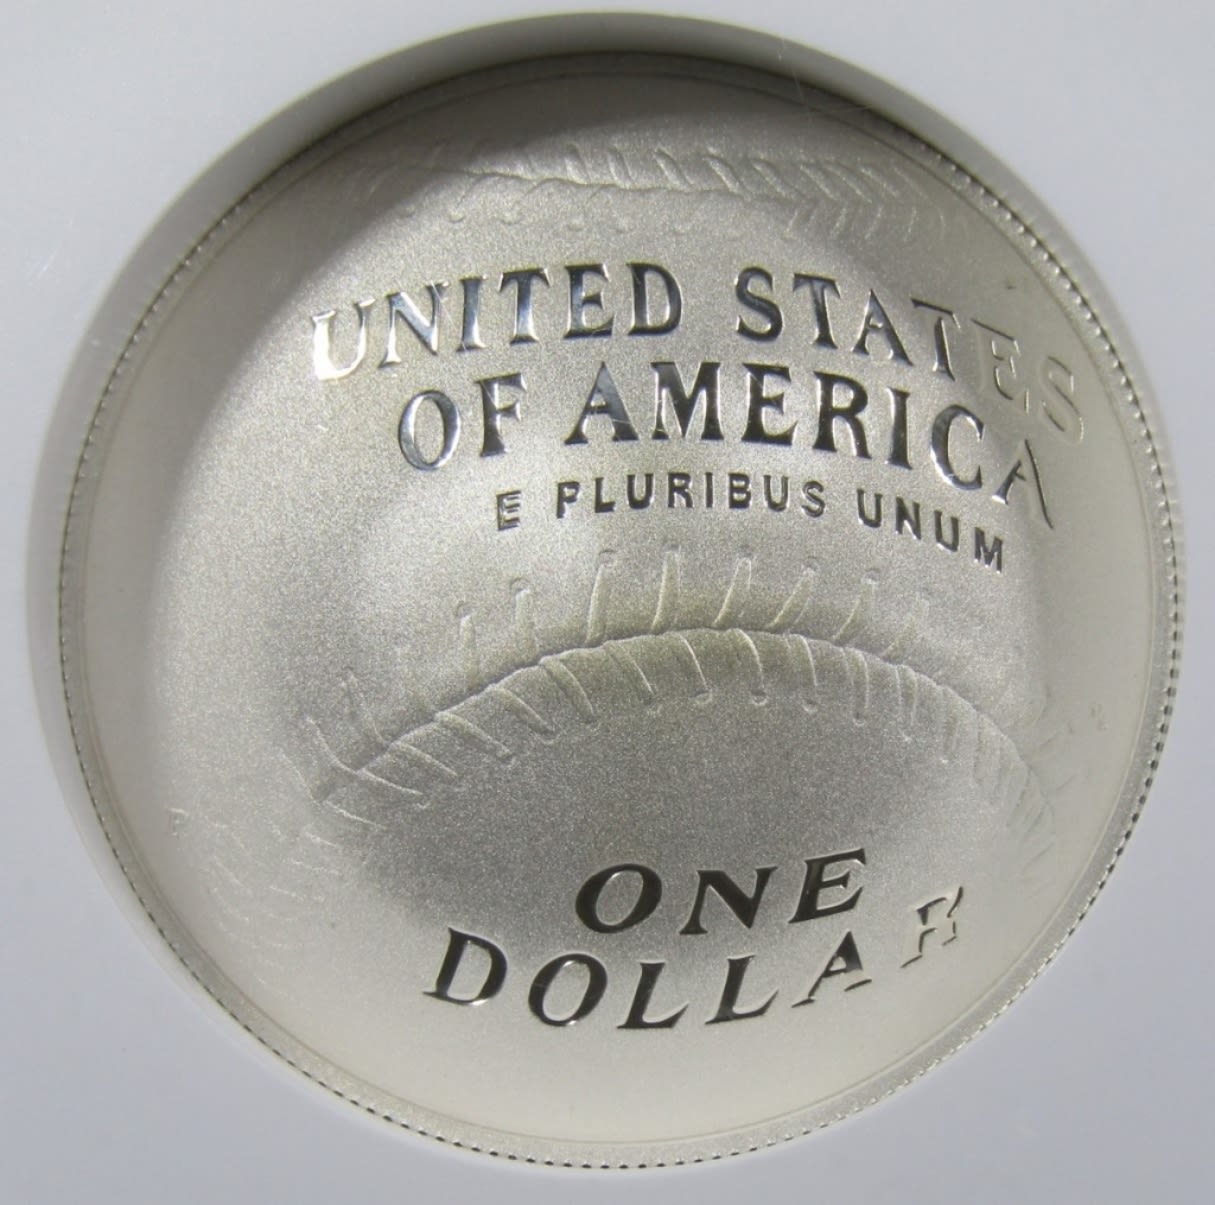 UNITED STATES
OF AMERICA
E PLURIBUS UNUM
P
ONE
DOLLAR